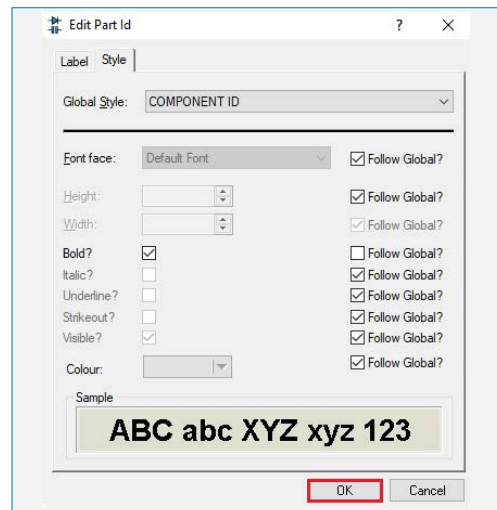 Edit Part Id ? X
Label Style
Global Style: COMPONENT ID
Font face: Default Font Follow Global?
Height: Follow Global?
Width: Follow Global?
Bold? Follow Global?
Italic? Follow Global?
Underline? Follow Global?
Strikeout? Follow Global?
Visible? Follow Global?
Colour: Follow Global?
Sample
ABC abc XYZ xyz 123
OK Cancel